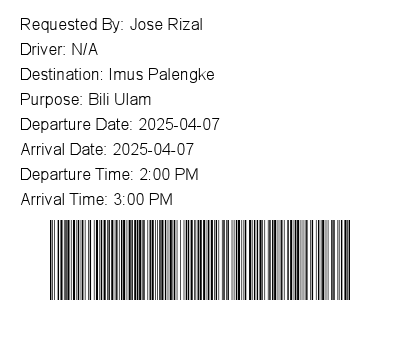 Requested By: Jose Rizal
Driver: N/A
Destination: Imus Palengke
Purpose: Bili Ulam
Departure Date: 2025-04-07
Arrival Date: 2025-04-07
Departure Time: 2:00 PM
Arrival Time: 3:00 PM